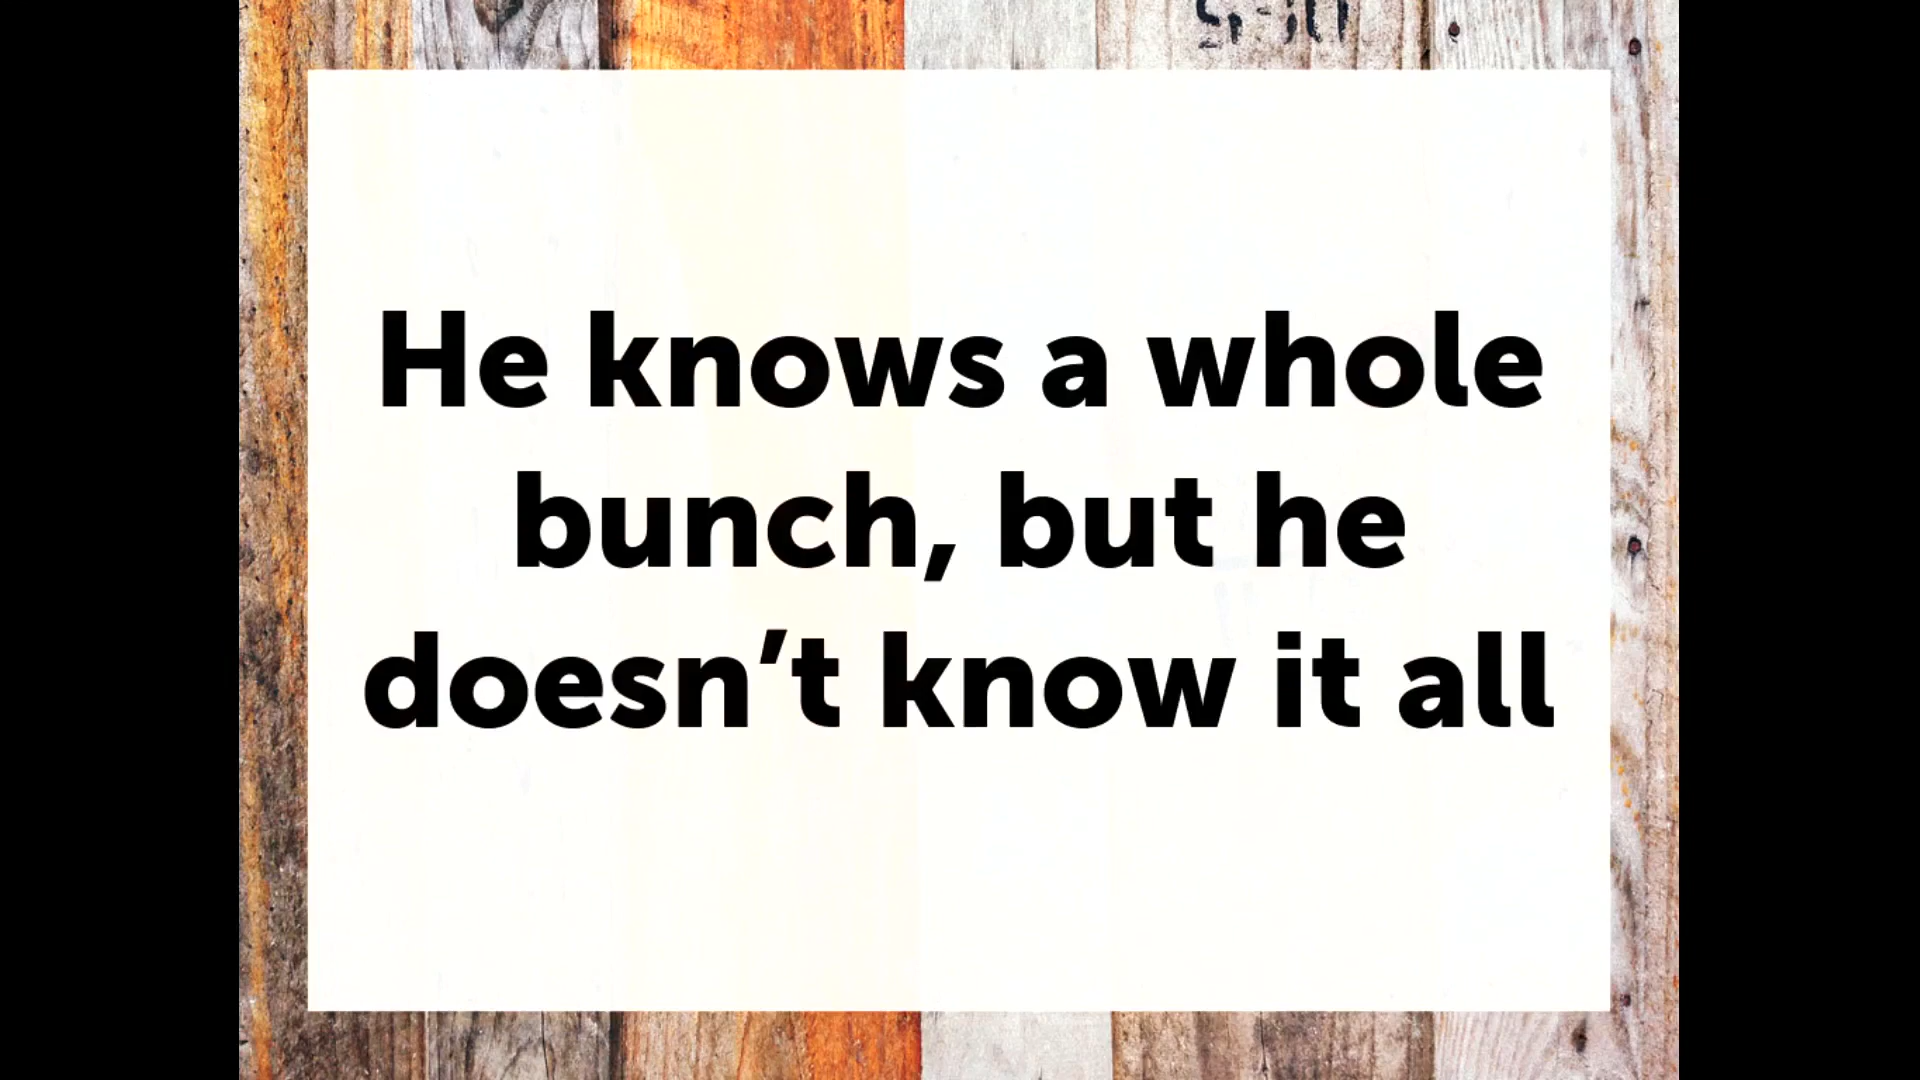 He knows a whole
bunch, but he
doesn’t know it all